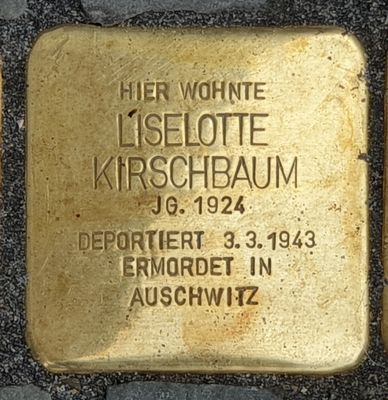 HIER WOHNTE
LISELOTTE
KIRSCHBAUM
JG. 1924
DEPORTIERT 3.3.1943
ERMORDET IN
AUSCHWITZ